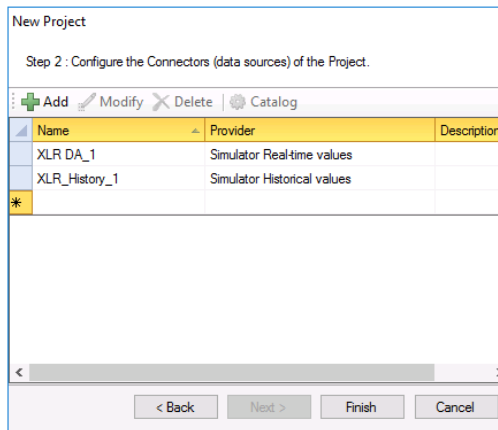 New Project
Step 2 : Configure the Connectors (data sources) of the Project.
Add Modify Delete Catalog
Name Provider Description
XLR DA_1 Simulator Real-time values
XLR_History_1 Simulator Historical values
*
< Back Next > Finish Cancel